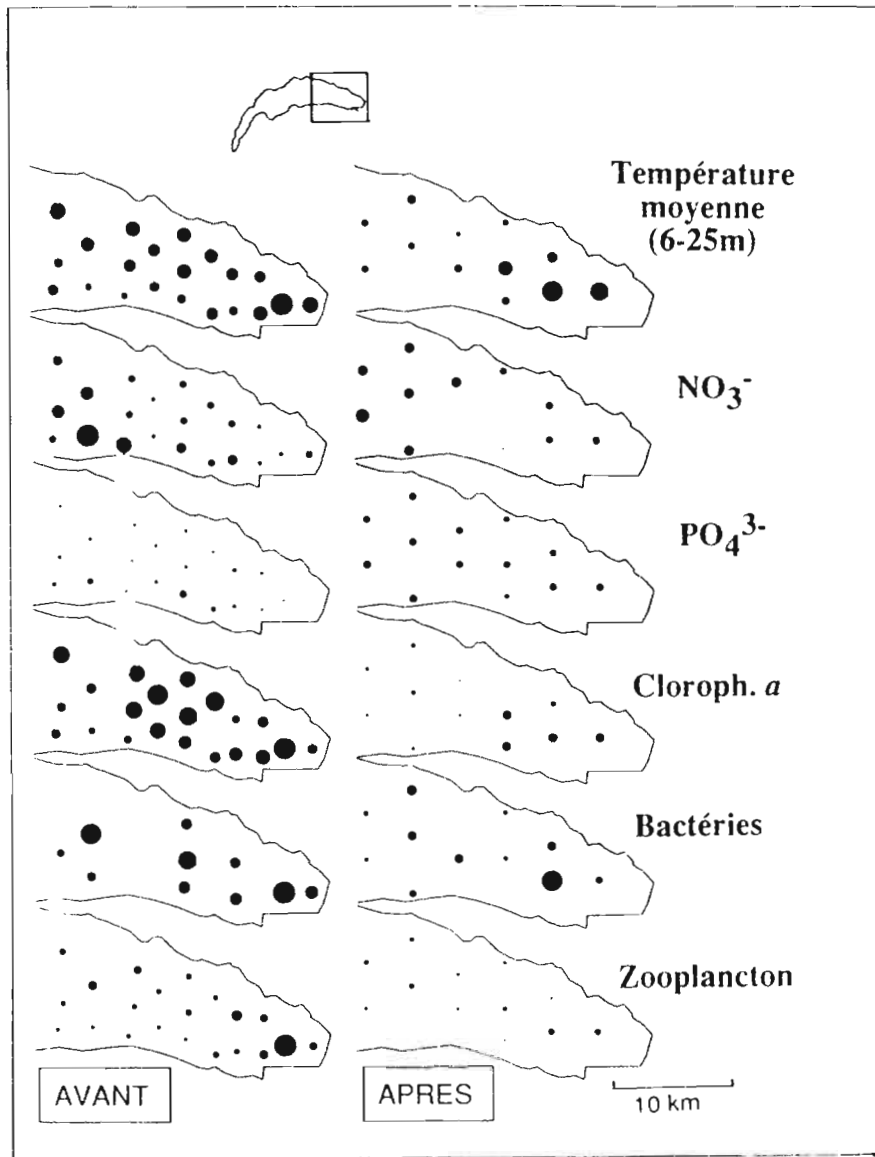 Température
moyenne
(6-25m)
NO3-
PO43-
Cloroph. a
Bactéries
Zooplancton
AVANT
APRES
10 km